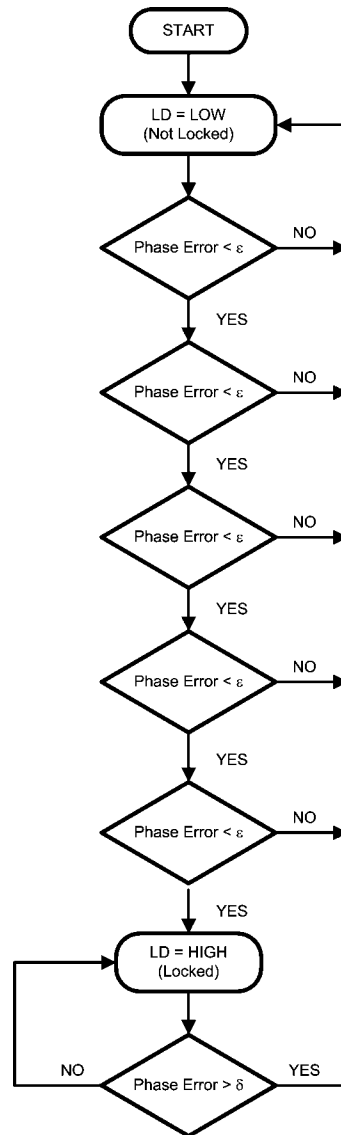 START
LD = LOW
(Not Locked)
Phase Error < ε
NO
YES
Phase Error < ε
NO
YES
Phase Error < ε
NO
YES
Phase Error < ε
NO
YES
Phase Error < ε
NO
YES
LD = HIGH
(Locked)
NO
Phase Error > δ
YES